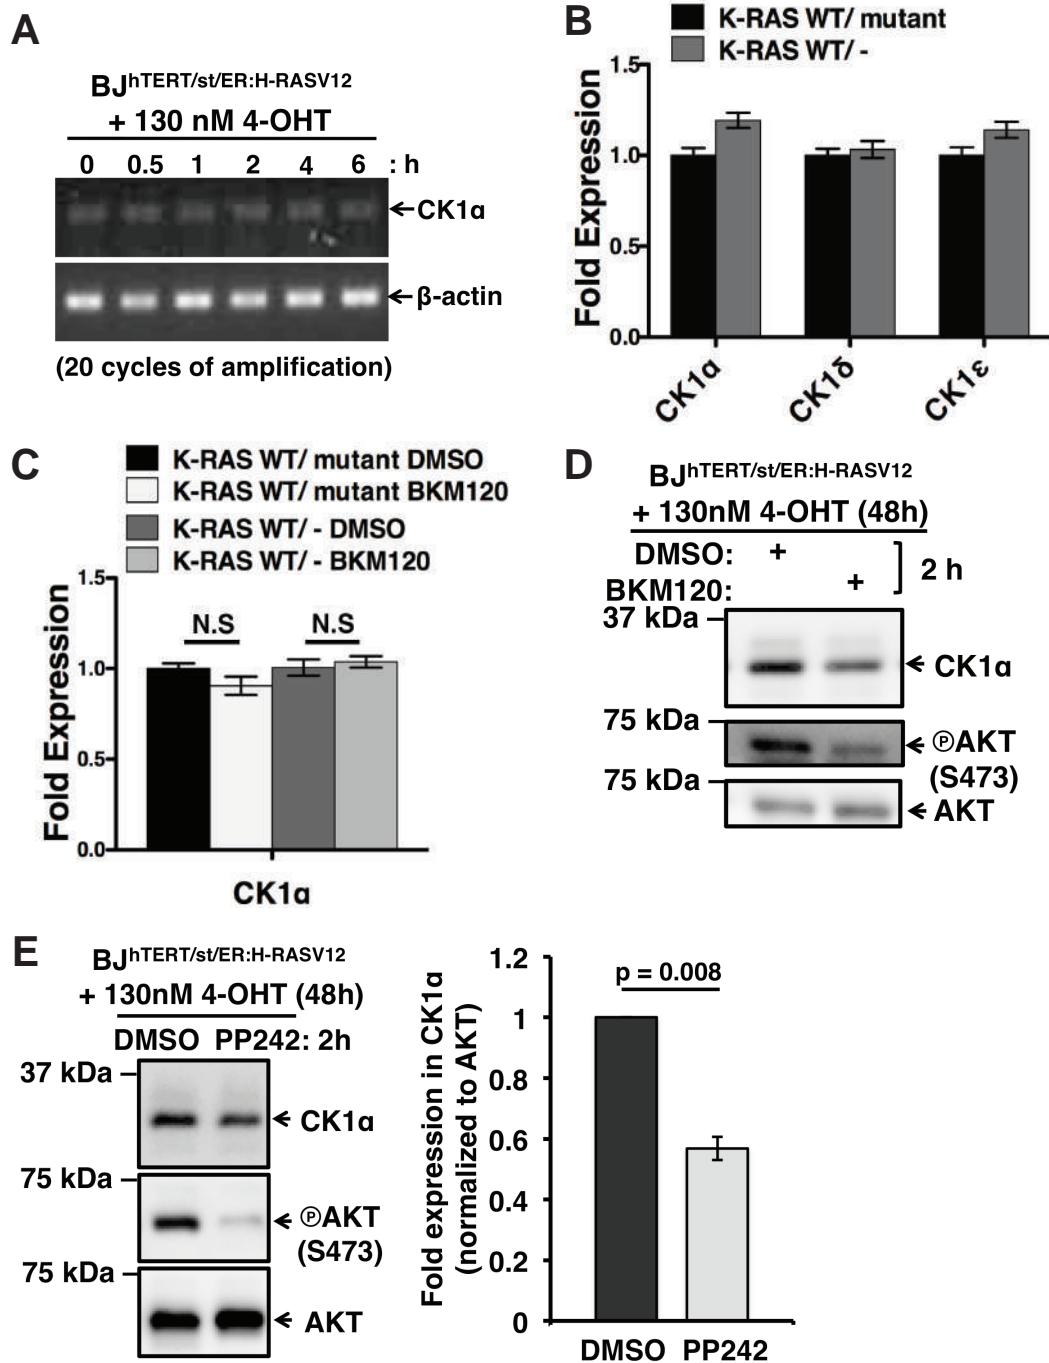 A
BJhTERT/st/ER:H-RASV12
+ 130 nM 4-OHT
0 0.5 1 2 4 6 : h
←CK1α
←β-actin
(20 cycles of amplification)
B
K-RAS WT/ mutant
K-RAS WT/ -
Fold Expression
1.5
1.0
0.5
0.0
CK1α CK1δ CK1ε
C
K-RAS WT/ mutant DMSO
K-RAS WT/ mutant BKM120
K-RAS WT/ - DMSO
K-RAS WT/ - BKM120
Fold Expression
1.5
1.0
0.5
0.0
N.S N.S
CK1α
D
BJhTERT/st/ER:H-RASV12
+ 130nM 4-OHT (48h)
DMSO: +
BKM120: +
2 h
37 kDa
CK1α
75 kDa
ⓅAKT
(S473)
75 kDa
AKT
E
BJhTERT/st/ER:H-RASV12
+ 130nM 4-OHT (48h)
DMSO PP242: 2h
37 kDa
CK1α
75 kDa
ⓅAKT
(S473)
75 kDa
AKT
Fold expression in CK1α
(normalized to AKT)
1.2
1
0.8
0.6
0.4
0.2
0
p = 0.008
DMSO PP242